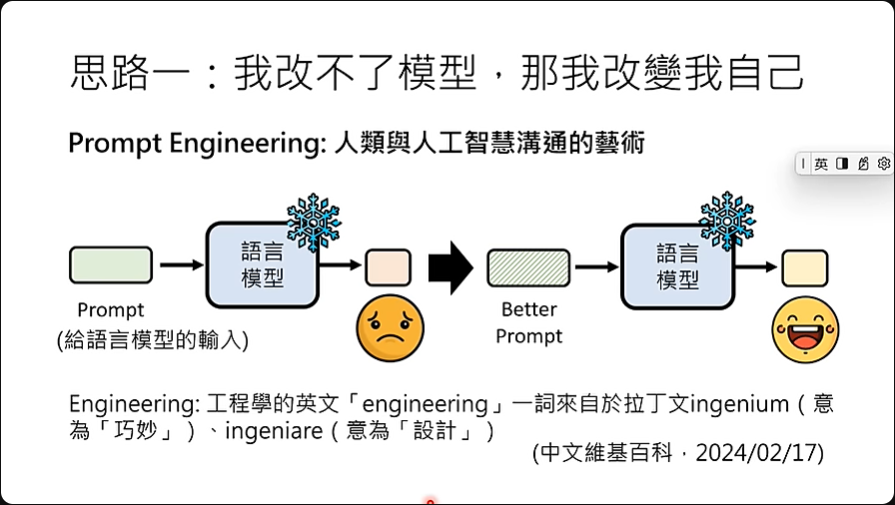 思路一：我改不了模型，那我改變我自己
Prompt Engineering: 人類與人工智慧溝通的藝術
英
語言
模型
語言
模型
Prompt
(給語言模型的輸入)
Better
Prompt
Engineering: 工程學的英文「engineering」一詞來自於拉丁文ingenium（意
為「巧妙」）、ingeniare（意為「設計」）
(中文維基百科，2024/02/17)